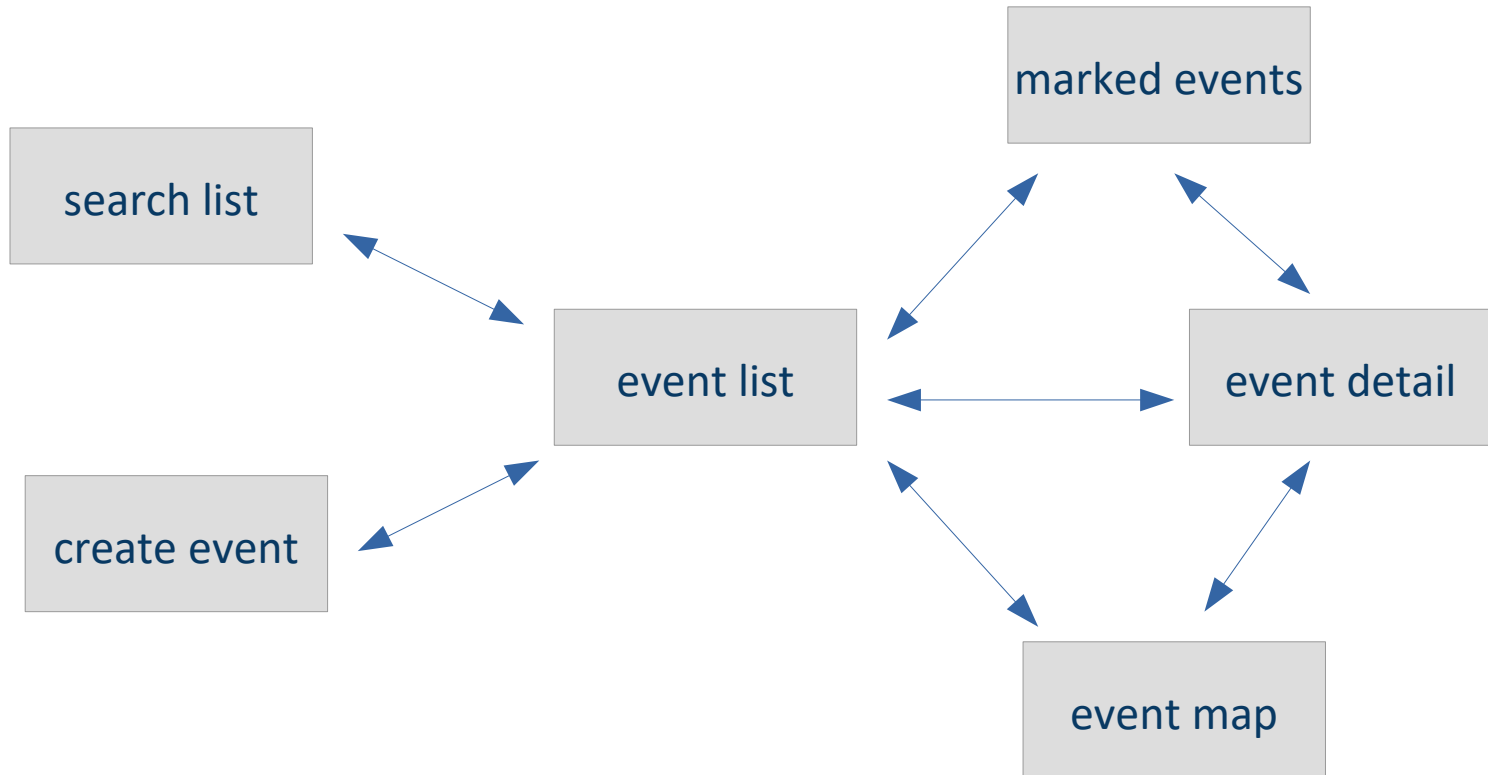 marked events
search list
event list
event detail
create event
event map